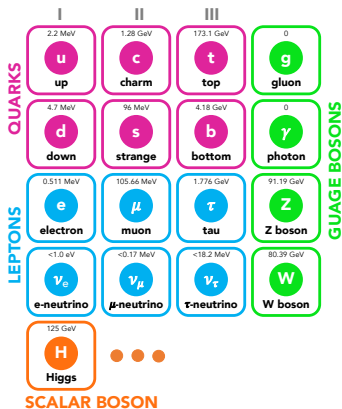 I II III
2.2 MeV 1.28 GeV 173.1 GeV 0
u c t g
up charm top gluon
QUARKS
4.7 MeV 96 MeV 4.18 GeV 0
d s b γ
down strange bottom photon
GUAGE BOSONS
0.511 MeV 105.66 MeV 1.776 GeV 91.19 GeV
e μ τ Z
electron muon tau Z boson
LEPTONS
<1.0 eV <0.17 MeV <18.2 MeV 80.39 GeV
νe νμ ντ W
e-neutrino μ-neutrino τ-neutrino W boson
125 GeV
H
Higgs
SCALAR BOSON